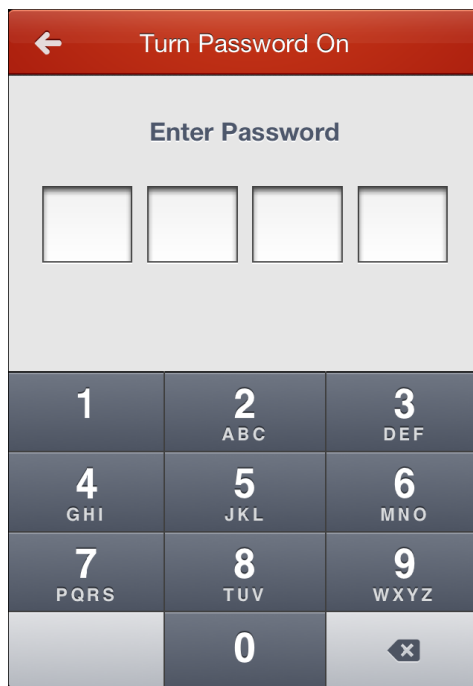 Turn Password On
Enter Password
1 2 3
ABC DEF
4 5 6
GHI JKL MNO
7 8 9
PQRS TUV WXYZ
0